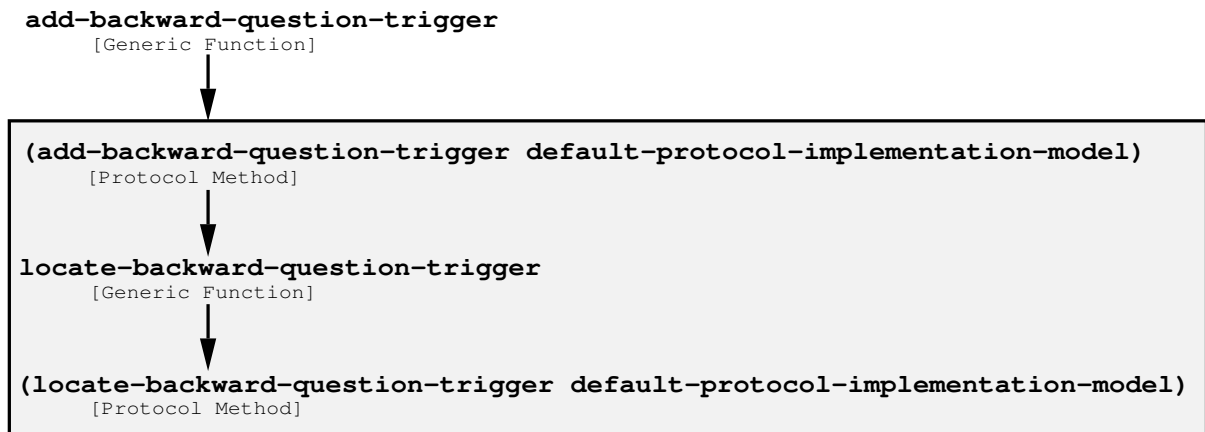 add-backward-question-trigger
[Generic Function]
(add-backward-question-trigger default-protocol-implementation-model)
[Protocol Method]
locate-backward-question-trigger
[Generic Function]
(locate-backward-question-trigger default-protocol-implementation-model)
[Protocol Method]